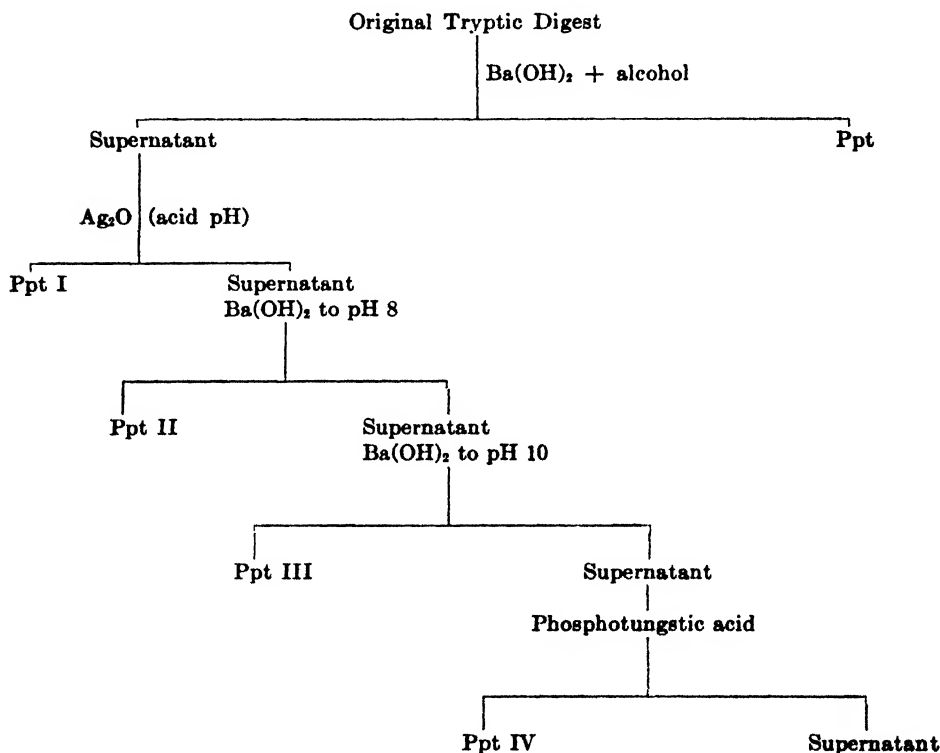 Original Tryptic Digest
Ba(OH)₂ + alcohol
Supernatant
Ppt
Ag₂O (acid pH)
Ppt I
Supernatant
Ba(OH)₂ to pH 8
Ppt II
Supernatant
Ba(OH)₂ to pH 10
Ppt III
Supernatant
Phosphotungstic acid
Ppt IV
Supernatant